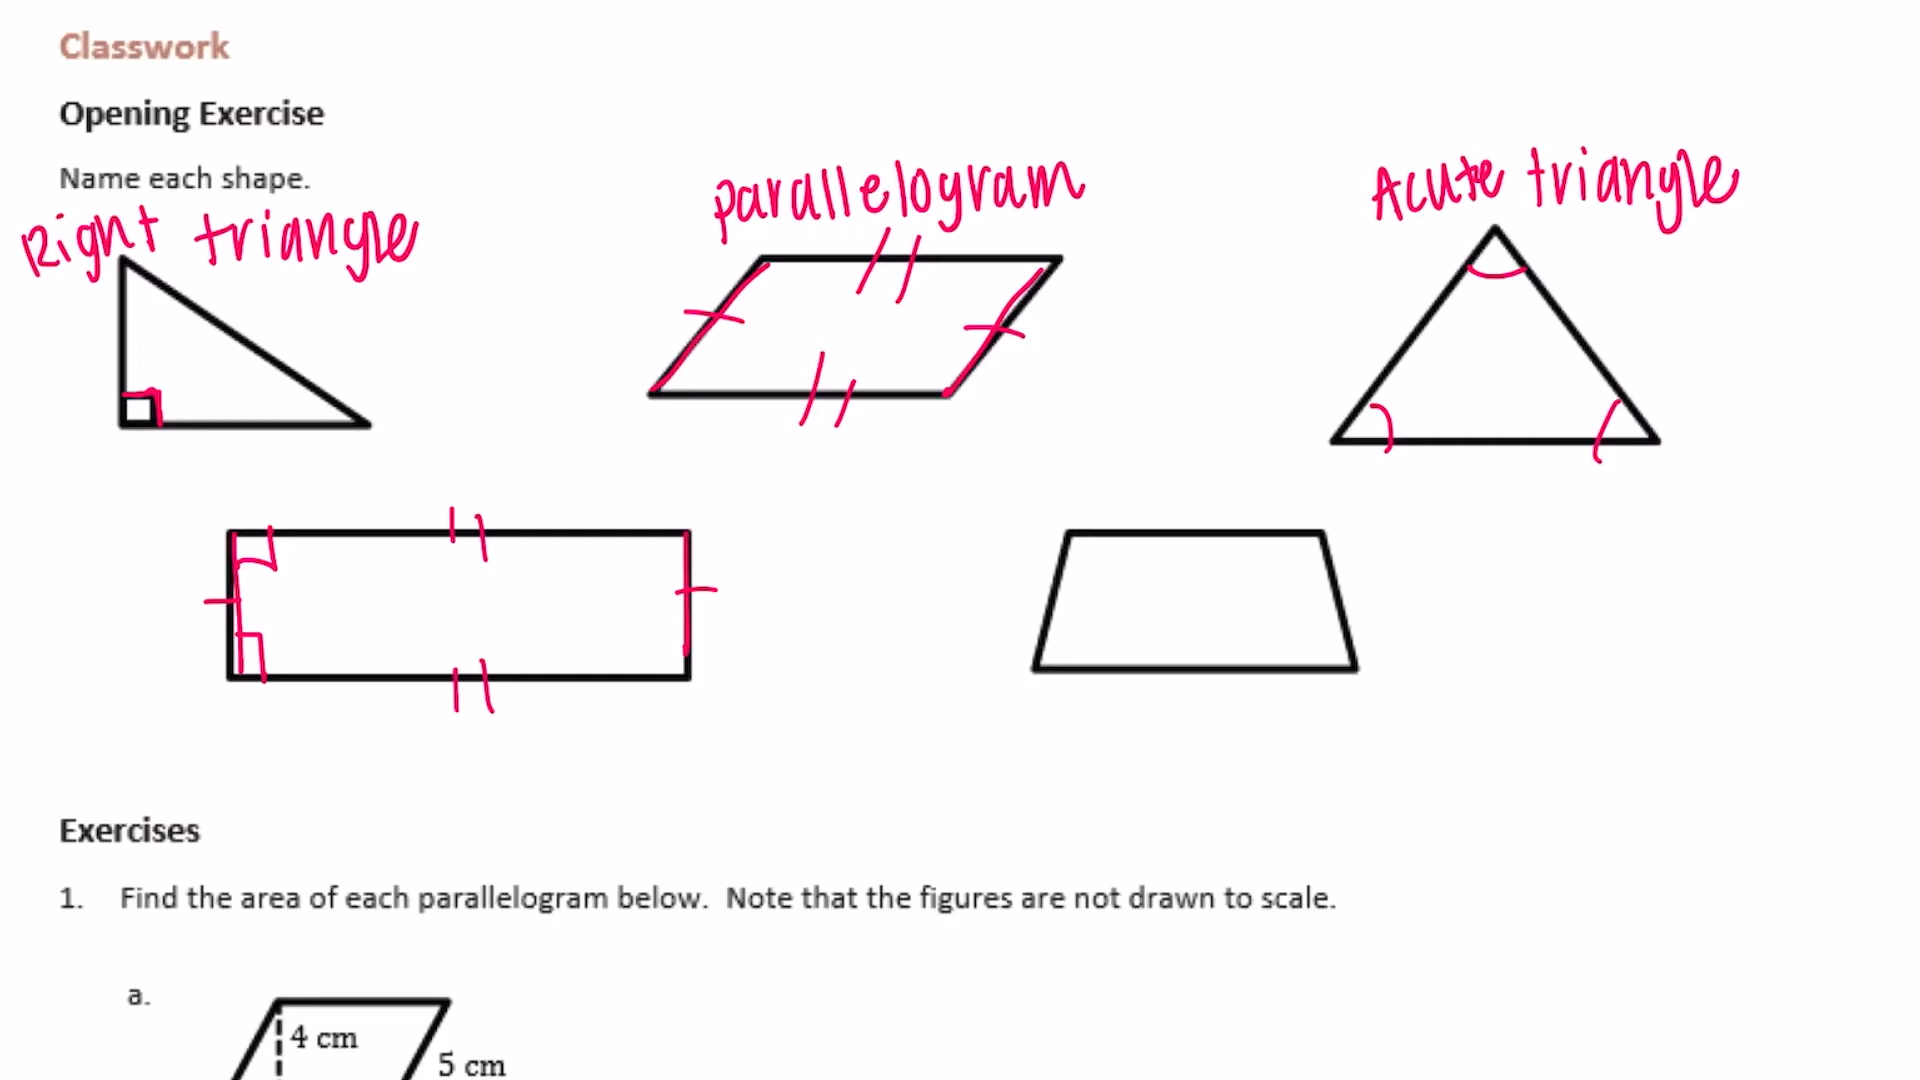 Classwork
Opening Exercise
Name each shape.
Right triangle
parallelogram
Acute triangle
Exercises
1. Find the area of each parallelogram below. Note that the figures are not drawn to scale.
a.
4 cm
5 cm